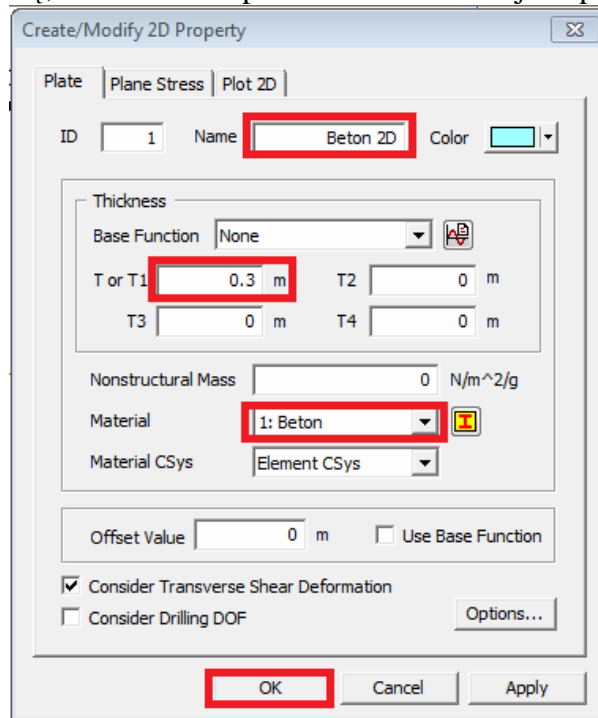 Create/Modify 2D Property
Plate Plane Stress Plot 2D
ID 1 Name Beton 2D Color
Thickness
Base Function None
T or T1 0.3 m T2 0 m
T3 0 m T4 0 m
Nonstructural Mass 0 N/m^2/g
Material 1: Beton
Material CSys Element CSys
Offset Value 0 m Use Base Function
Consider Transverse Shear Deformation
Consider Drilling DOF Options...
OK Cancel Apply